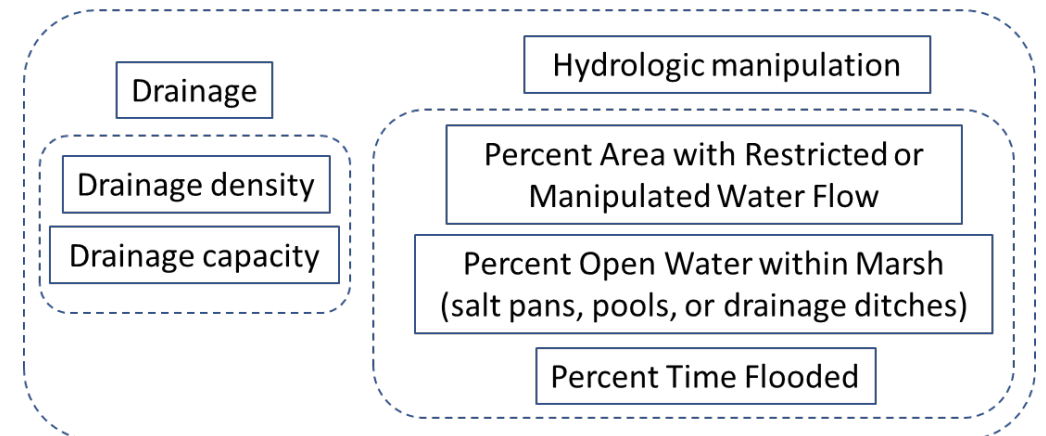 Drainage
Drainage density
Drainage capacity
Hydrologic manipulation
Percent Area with Restricted or
Manipulated Water Flow
Percent Open Water within Marsh
(salt pans, pools, or drainage ditches)
Percent Time Flooded